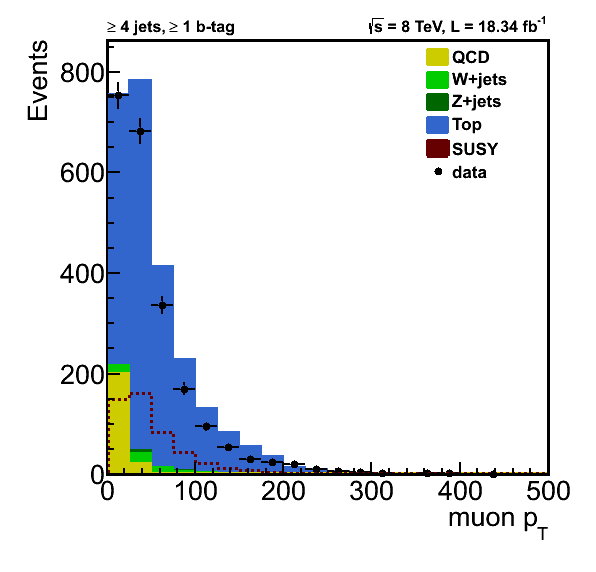 ≥ 4 jets, ≥ 1 b-tag
√s = 8 TeV, L = 18.34 fb⁻¹
Events
800
600
400
200
0
QCD
W+jets
Z+jets
Top
SUSY
data
0 100 200 300 400 500
muon p_T